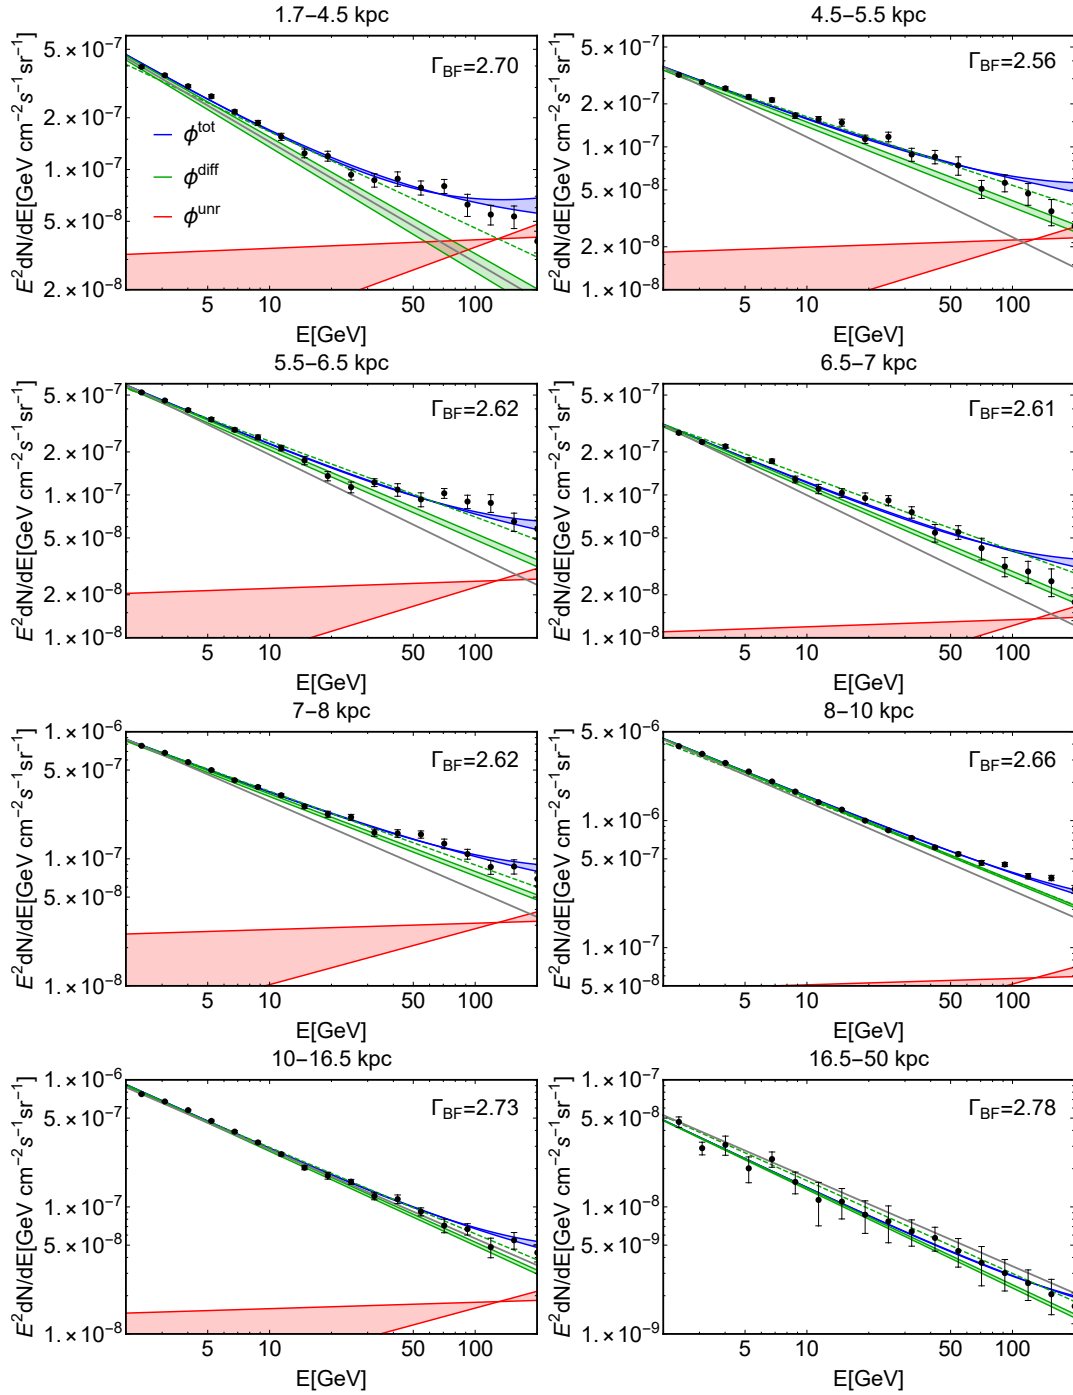 1.7–4.5 kpc
E²dN/dE[GeV cm⁻²s⁻¹sr⁻¹]
5.×10⁻⁷
2.×10⁻⁷
1.×10⁻⁷
5.×10⁻⁸
2.×10⁻⁸
Γ_BF=2.70
ϕ^tot
ϕ^diff
ϕ^unr
5 10 50 100
E[GeV]
4.5–5.5 kpc
E²dN/dE[GeV cm⁻²s⁻¹sr⁻¹]
5.×10⁻⁷
2.×10⁻⁷
1.×10⁻⁷
5.×10⁻⁸
2.×10⁻⁸
1.×10⁻⁸
Γ_BF=2.56
5 10 50 100
E[GeV]
5.5–6.5 kpc
E²dN/dE[GeV cm⁻²s⁻¹sr⁻¹]
5.×10⁻⁷
2.×10⁻⁷
1.×10⁻⁷
5.×10⁻⁸
2.×10⁻⁸
1.×10⁻⁸
Γ_BF=2.62
5 10 50 100
E[GeV]
6.5–7 kpc
E²dN/dE[GeV cm⁻²s⁻¹sr⁻¹]
5.×10⁻⁷
2.×10⁻⁷
1.×10⁻⁷
5.×10⁻⁸
2.×10⁻⁸
1.×10⁻⁸
Γ_BF=2.61
5 10 50 100
E[GeV]
7–8 kpc
E²dN/dE[GeV cm⁻²s⁻¹sr⁻¹]
1.×10⁻⁶
5.×10⁻⁷
1.×10⁻⁷
5.×10⁻⁸
1.×10⁻⁸
Γ_BF=2.62
5 10 50 100
E[GeV]
8–10 kpc
E²dN/dE[GeV cm⁻²s⁻¹sr⁻¹]
5.×10⁻⁶
1.×10⁻⁶
5.×10⁻⁷
1.×10⁻⁷
5.×10⁻⁸
Γ_BF=2.66
5 10 50 100
E[GeV]
10–16.5 kpc
E²dN/dE[GeV cm⁻²s⁻¹sr⁻¹]
1.×10⁻⁶
5.×10⁻⁷
1.×10⁻⁷
5.×10⁻⁸
1.×10⁻⁸
Γ_BF=2.73
5 10 50 100
E[GeV]
16.5–50 kpc
E²dN/dE[GeV cm⁻²s⁻¹sr⁻¹]
1.×10⁻⁷
5.×10⁻⁸
1.×10⁻⁸
5.×10⁻⁹
1.×10⁻⁹
Γ_BF=2.78
5 10 50 100
E[GeV]